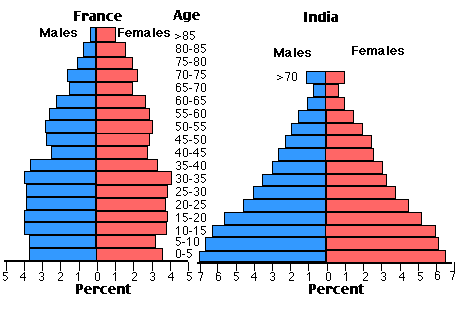 France Age India
Males Females
Males Females
>85
80-85
75-80
70-75
65-70
60-65
55-60
50-55
45-50
40-45
35-40
30-35
25-30
20-25
15-20
10-15
5-10
0-5
>70
5 4 3 2 1 0 1 2 3 4 5
Percent
7 6 5 4 3 2 1 0 1 2 3 4 5 6 7
Percent